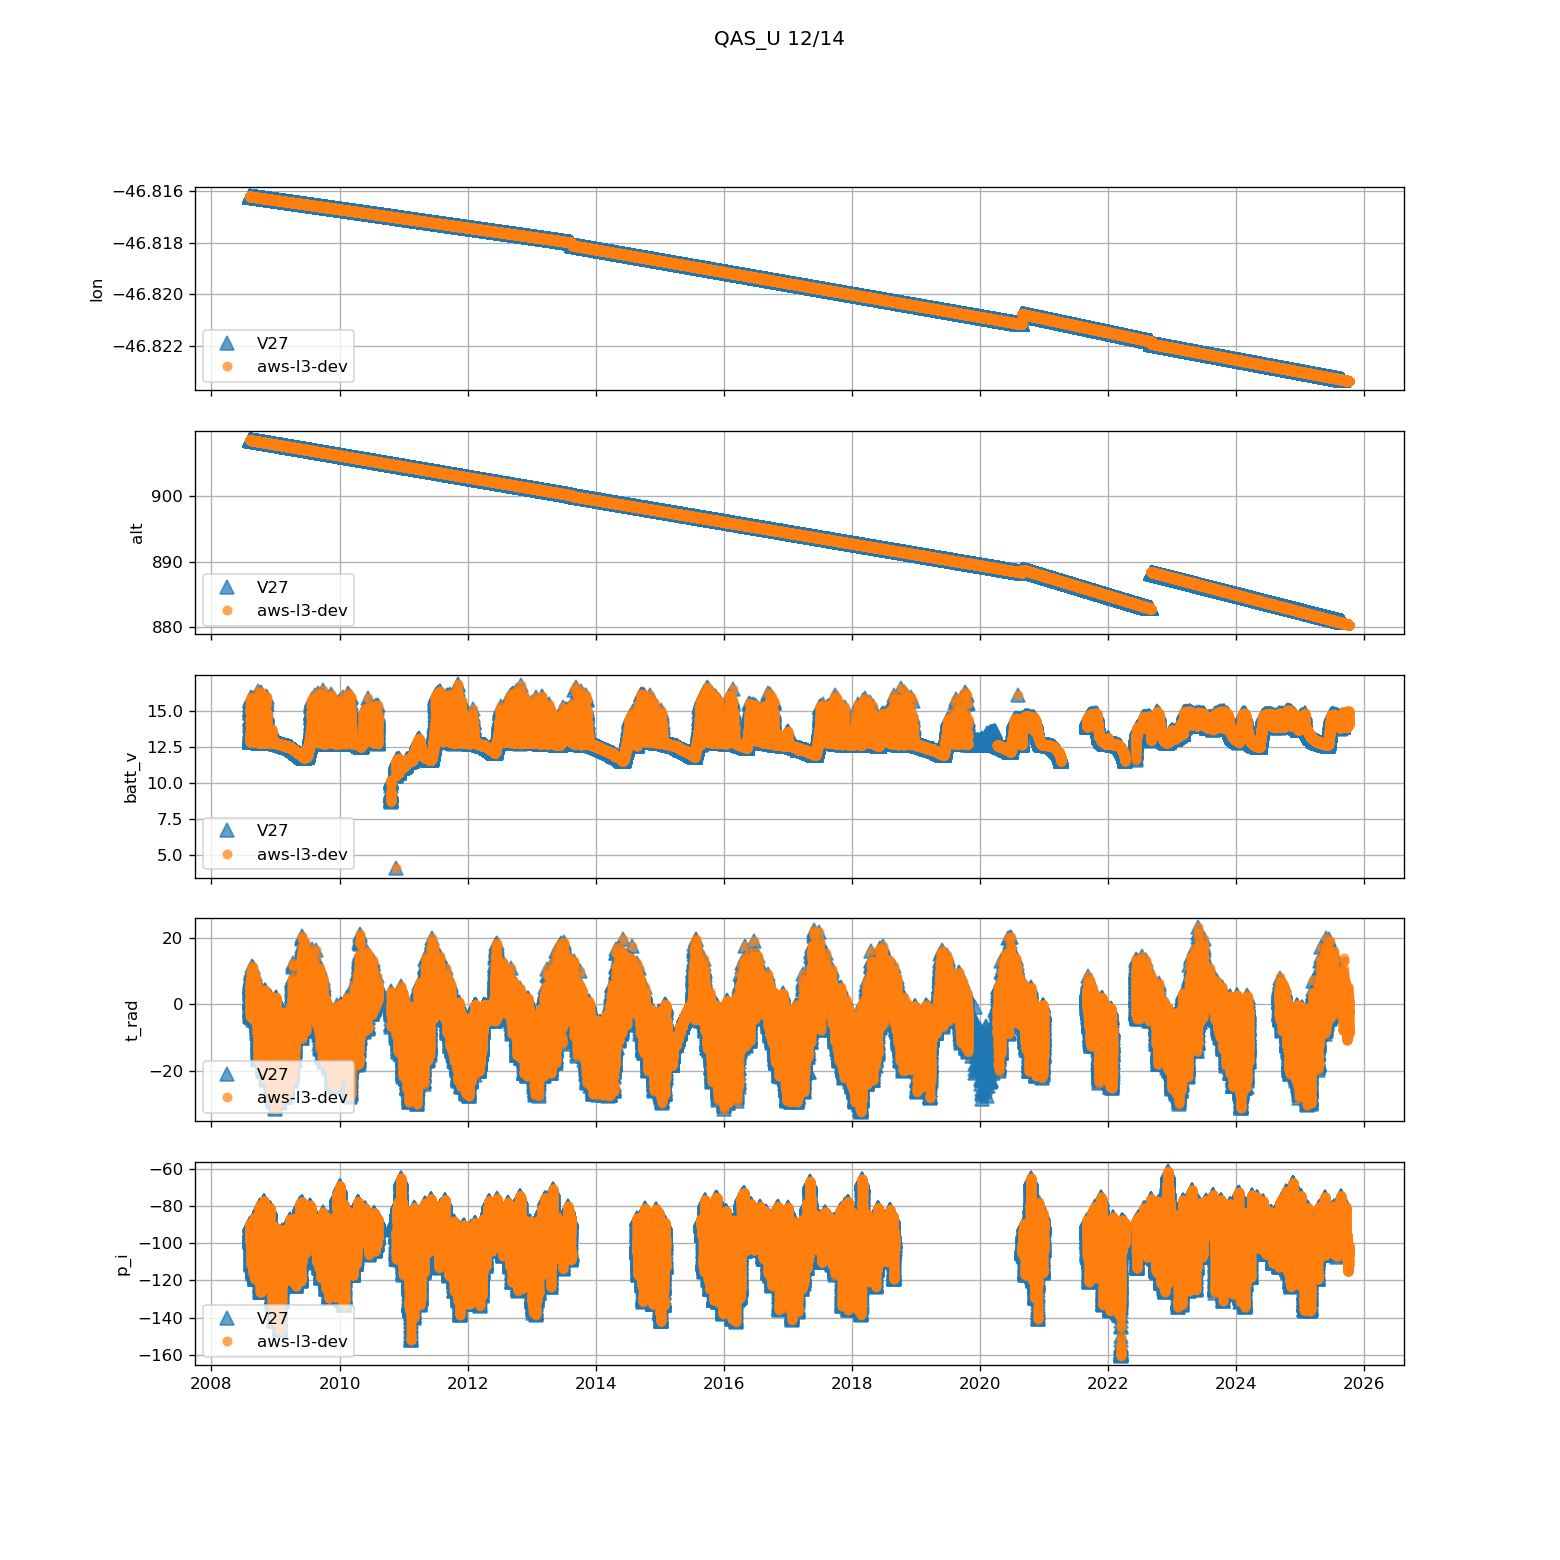 QAS_U 12/14
−46.816
−46.818
−46.820
−46.822
lon
V27
aws-l3-dev
900
890
880
alt
V27
aws-l3-dev
15.0
12.5
10.0
7.5
5.0
batt_v
V27
aws-l3-dev
20
0
−20
t_rad
V27
aws-l3-dev
−60
−80
−100
−120
−140
−160
p_i
V27
aws-l3-dev
2008 2010 2012 2014 2016 2018 2020 2022 2024 2026